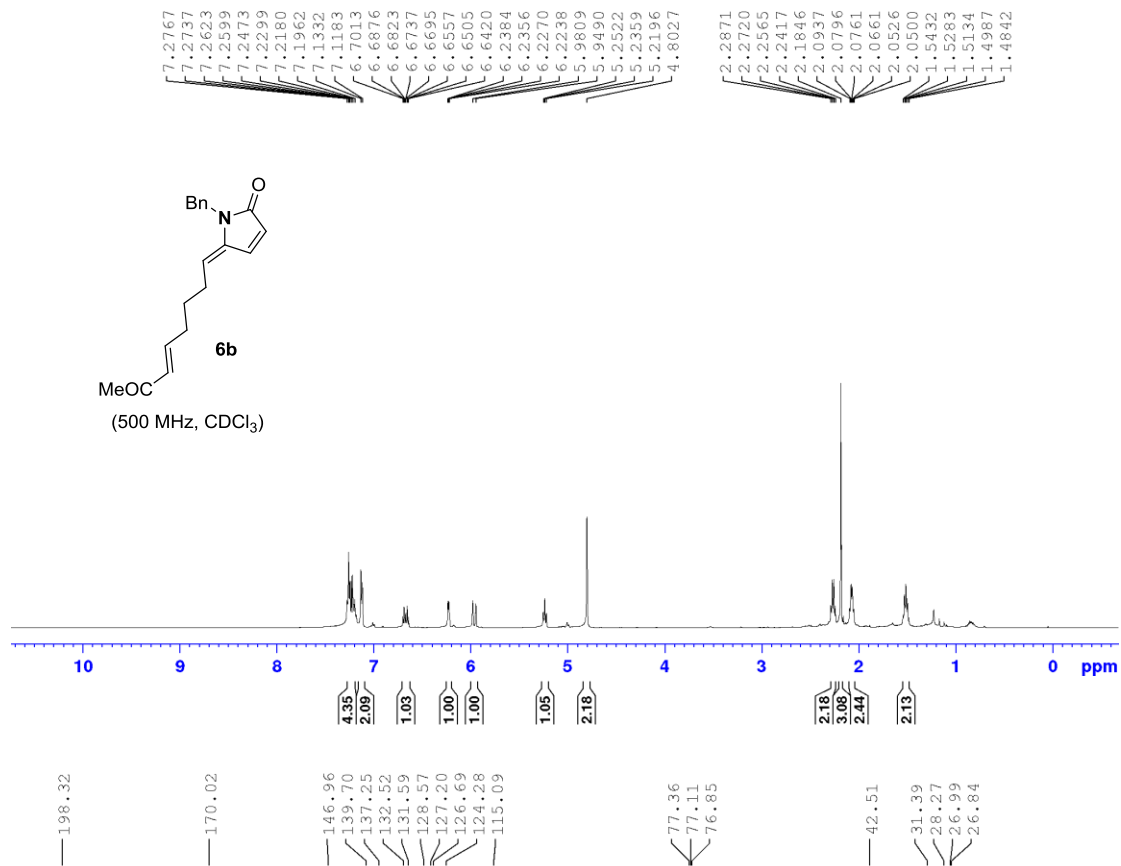 7.2767 7.2737 7.2623 7.2599 7.2473 7.2299 7.2180 7.1962 7.1332 7.1183 6.7013 6.6876 6.6823 6.6737 6.6695 6.6557 6.6505 6.6420 6.2384 6.2356 6.2270 6.2238 5.9809 5.9490 5.2522 5.2359 5.2196 4.8027
2.2871 2.2720 2.2565 2.2417 2.1846 2.0937 2.0796 2.0761 2.0661 2.0526 2.0500 1.5432 1.5283 1.5134 1.4987 1.4842
O
Bn
N
6b
MeOC
(500 MHz, CDCl3)
10 9 8 7 6 5 4 3 2 1 0 ppm
4.35 2.09 1.03 1.00 1.00 1.05 2.18 2.18 3.08 2.44 2.13
198.32 170.02 146.96 139.70 137.25 132.52 131.59 128.57 127.20 126.69 124.28 115.09 77.36 77.11 76.85 42.51 31.39 28.27 26.99 26.84